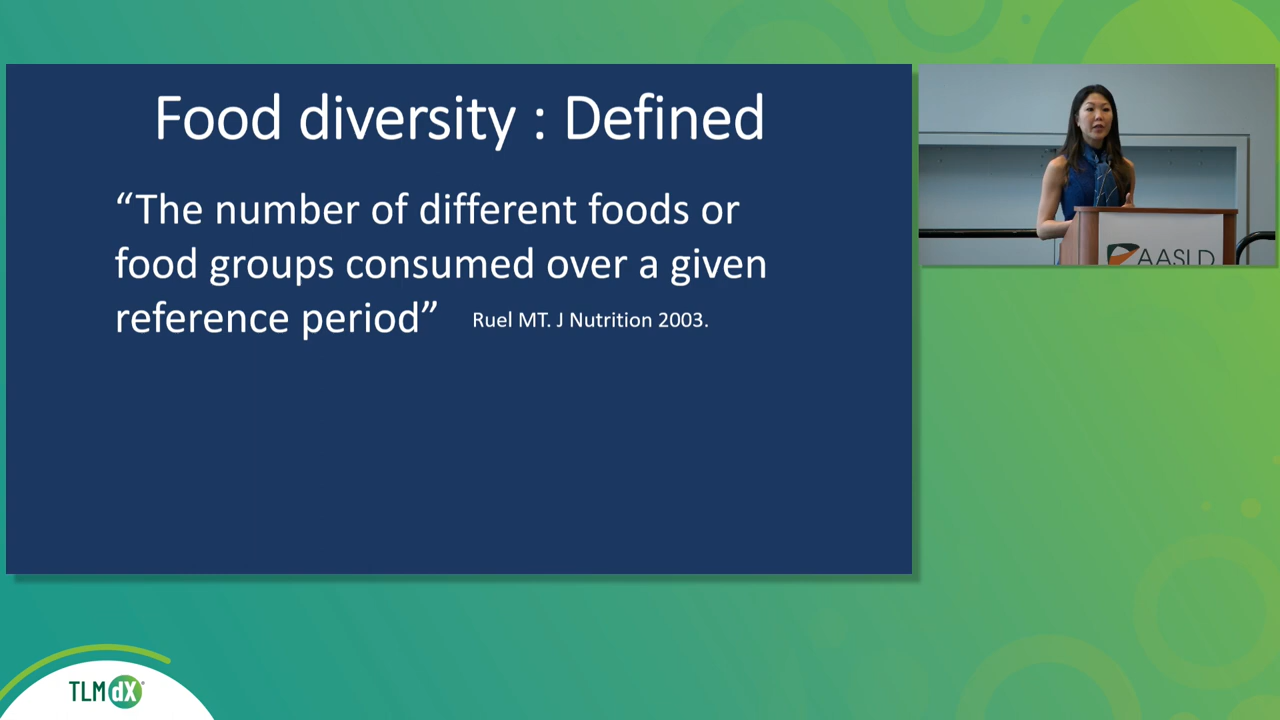 Food diversity : Defined
“The number of different foods or
food groups consumed over a given
reference period” Ruel MT. J Nutrition 2003.
AASLD
TLMdX